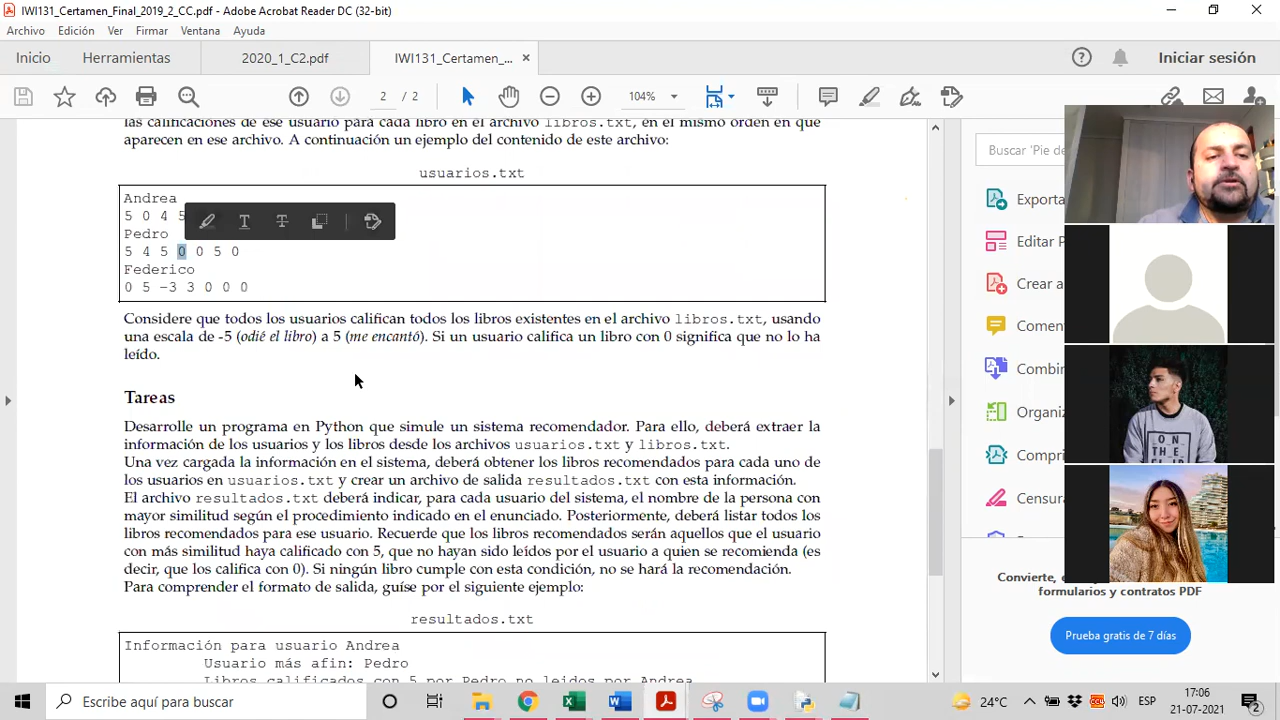 IWI131_Certamen_Final_2019_2_CC.pdf - Adobe Acrobat Reader DC (32-bit)
Archivo Edición Ver Firmar Ventana Ayuda
Inicio Herramientas 2020_1_C2.pdf IWI131_Certamen_... × Iniciar sesión
2 / 2 104%
las calificaciones de ese usuario para cada libro en el archivo libros.txt, en el mismo orden en que
aparecen en ese archivo. A continuación un ejemplo del contenido de este archivo:
usuarios.txt
Andrea
5 0 4 5
Pedro
5 4 5 0 0 5 0
Federico
0 5 −3 3 0 0 0
Considere que todos los usuarios califican todos los libros existentes en el archivo libros.txt, usando
una escala de -5 (odié el libro) a 5 (me encantó). Si un usuario califica un libro con 0 significa que no lo ha
leído.
Tareas
Desarrolle un programa en Python que simule un sistema recomendador. Para ello, deberá extraer la
información de los usuarios y los libros desde los archivos usuarios.txt y libros.txt.
Una vez cargada la información en el sistema, deberá obtener los libros recomendados para cada uno de
los usuarios en usuarios.txt y crear un archivo de salida resultados.txt con esta información.
El archivo resultados.txt deberá indicar, para cada usuario del sistema, el nombre de la persona con
mayor similitud según el procedimiento indicado en el enunciado. Posteriormente, deberá listar todos los
libros recomendados para ese usuario. Recuerde que los libros recomendados serán aquellos que el usuario
con más similitud haya calificado con 5, que no hayan sido leídos por el usuario a quien se recomienda (es
decir, que los califica con 0). Si ningún libro cumple con esta condición, no se hará la recomendación.
Para comprender el formato de salida, guíse por el siguiente ejemplo:
resultados.txt
Información para usuario Andrea
Usuario más afin: Pedro
Libros calificados con 5 por Pedro no leidos por Andrea
Buscar 'Pie de
Exporta
Editar P
Crear a
Coment
Combin
Organiz
Compri
Censura
Convierte, e
formularios y contratos PDF
Prueba gratis de 7 días
Escribe aquí para buscar
24°C ESP 17:06
21-07-2021
2